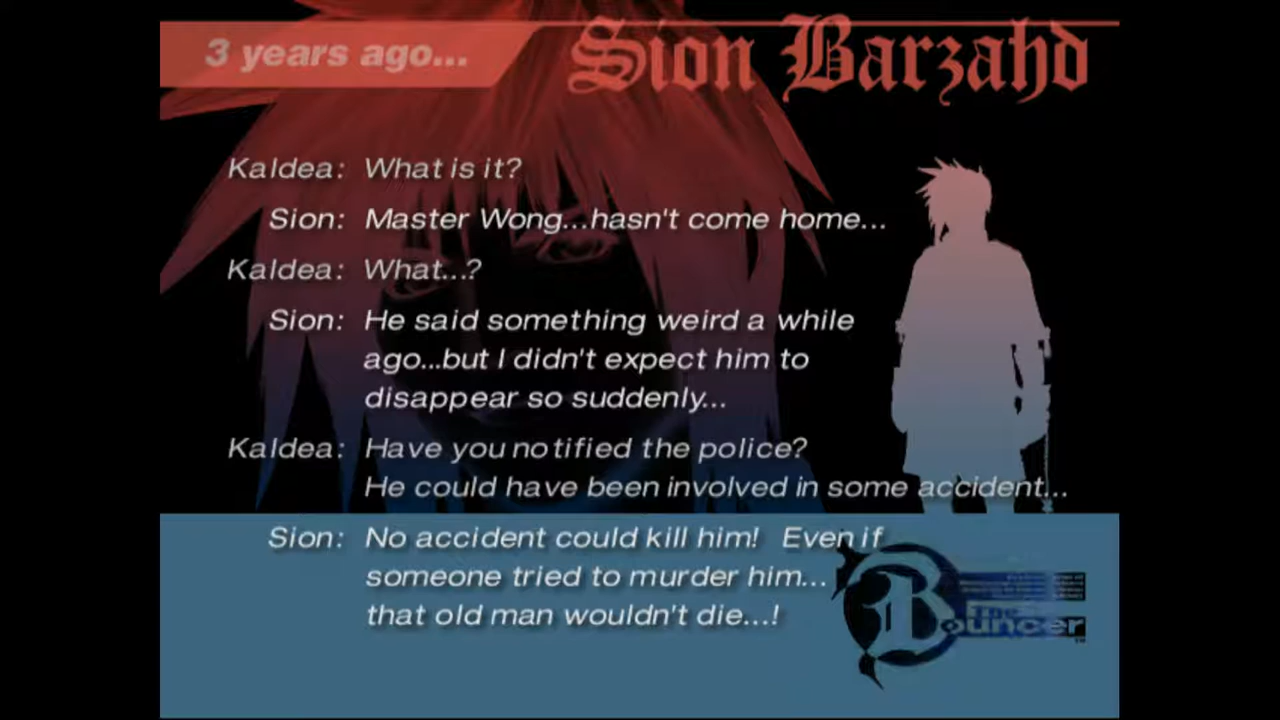 3 years ago...
Sion Barzahd
Kaldea: What is it?
Sion: Master Wong...hasn't come home...
Kaldea: What...?
Sion: He said something weird a while
ago...but I didn't expect him to
disappear so suddenly...
Kaldea: Have you notified the police?
He could have been involved in some accident...
Sion: No accident could kill him! Even if
someone tried to murder him...
that old man wouldn't die...!
B
The
Bouncer